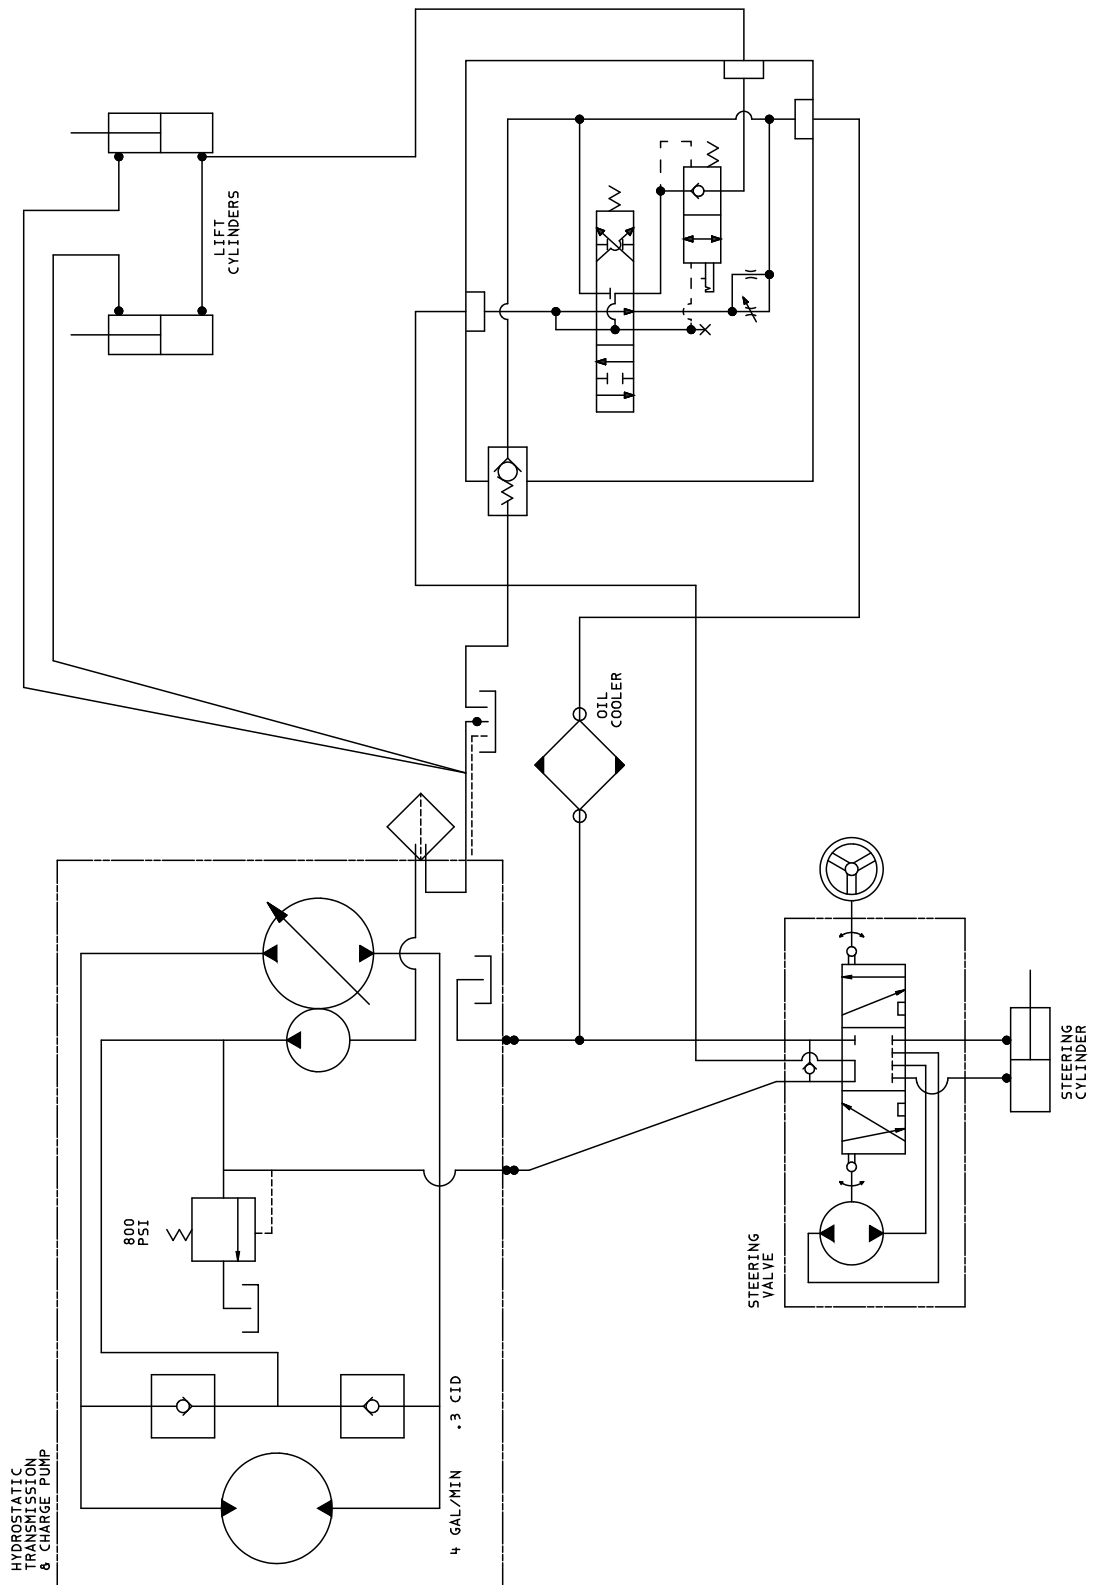 LIFT
CYLINDERS
OIL
COOLER
STEERING
CYLINDER
STEERING
VALVE
800
PSI
4 GAL/MIN .3 CID
HYDROSTATIC
TRANSMISSION
& CHARGE PUMP